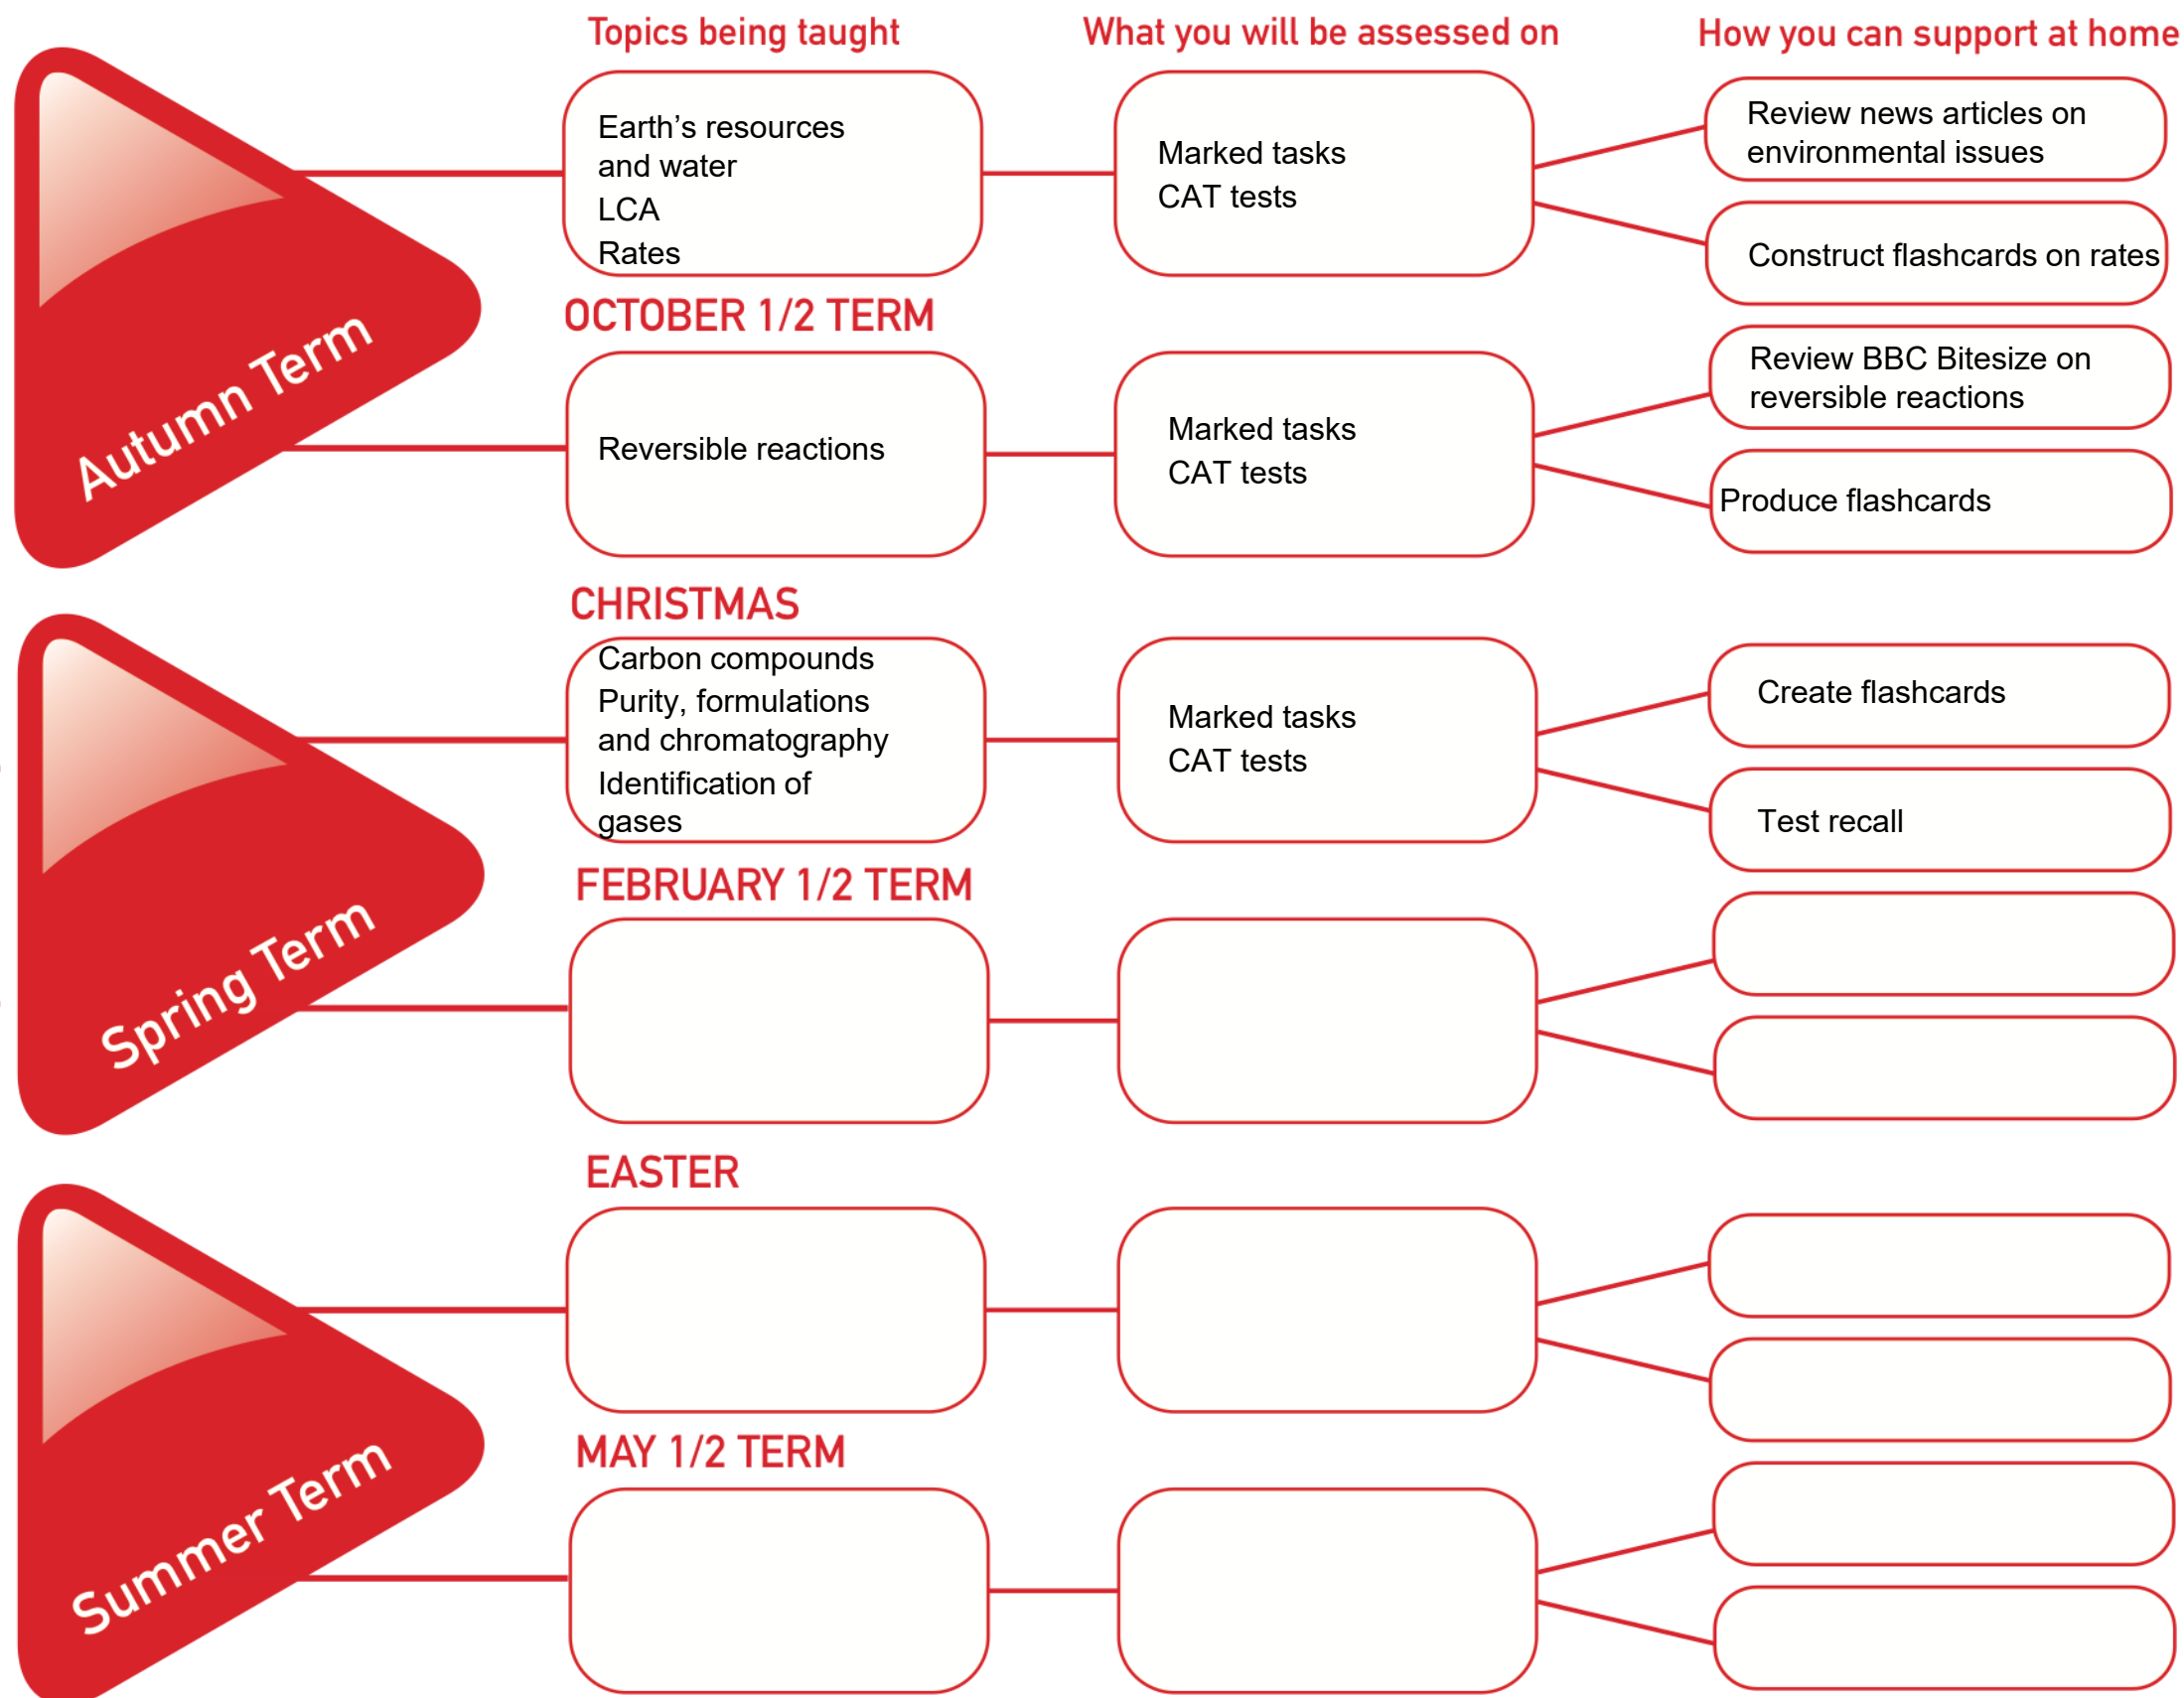 Topics being taught
What you will be assessed on
How you can support at home
Autumn Term
Earth’s resources
and water
LCA
Rates
Marked tasks
CAT tests
Review news articles on
environmental issues
Construct flashcards on rates
OCTOBER 1/2 TERM
Reversible reactions
Marked tasks
CAT tests
Review BBC Bitesize on
reversible reactions
Produce flashcards
CHRISTMAS
Spring Term
Carbon compounds
Purity, formulations
and chromatography
Identification of
gases
Marked tasks
CAT tests
Create flashcards
Test recall
FEBRUARY 1/2 TERM
EASTER
Summer Term
MAY 1/2 TERM